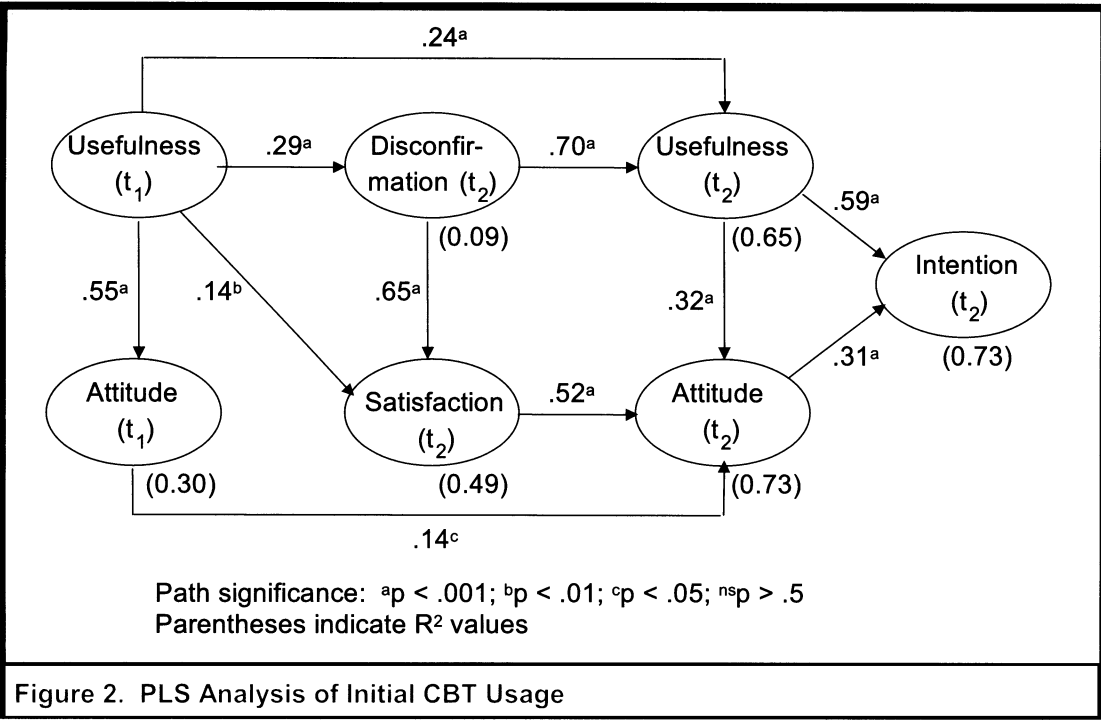 .24ᵃ
Usefulness
(t₁)
.29ᵃ
Disconfir-
mation (t₂)
.70ᵃ
Usefulness
(t₂)
(0.09)
(0.65)
.59ᵃ
Intention
(t₂)
(0.73)
.55ᵃ
.14ᵇ
.65ᵃ
.32ᵃ
.31ᵃ
Attitude
(t₁)
(0.30)
Satisfaction
(t₂)
(0.49)
.52ᵃ
Attitude
(t₂)
(0.73)
.14ᶜ
Path significance: ᵃp < .001; ᵇp < .01; ᶜp < .05; ⁿˢp > .5
Parentheses indicate R² values
Figure 2. PLS Analysis of Initial CBT Usage